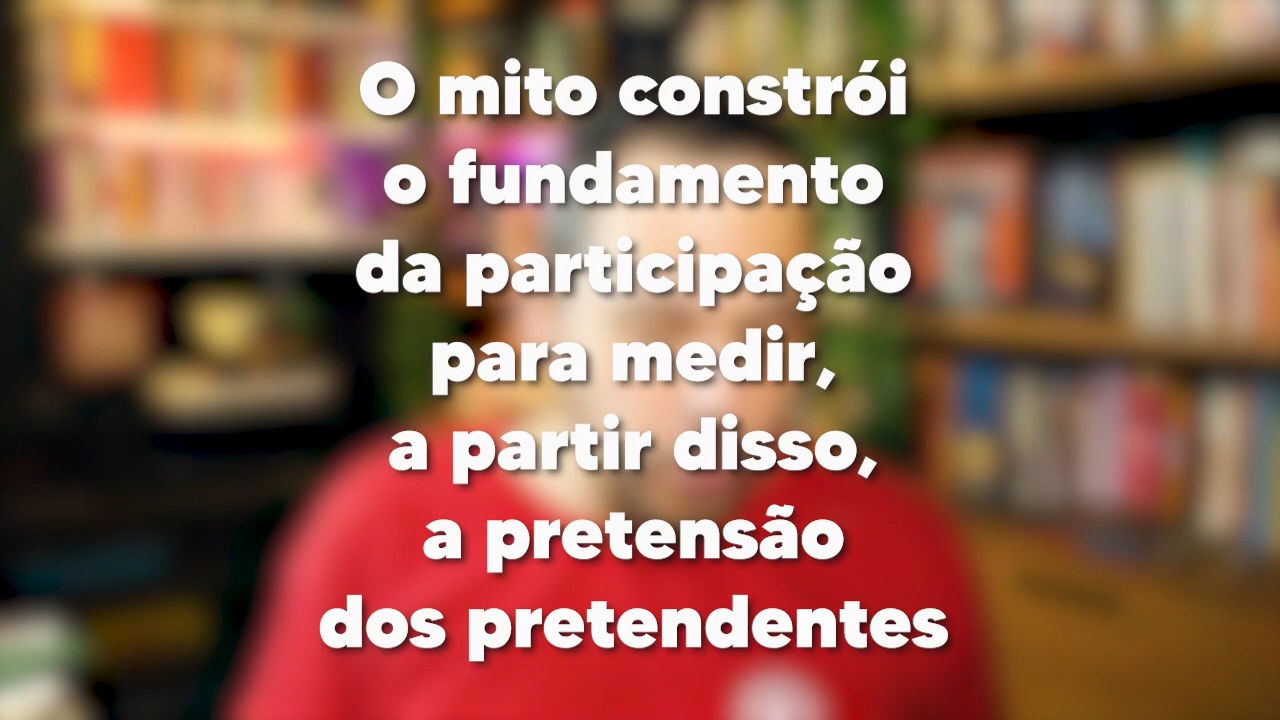 O mito constrói
o fundamento
da participação
para medir,
a partir disso,
a pretensão
dos pretendentes